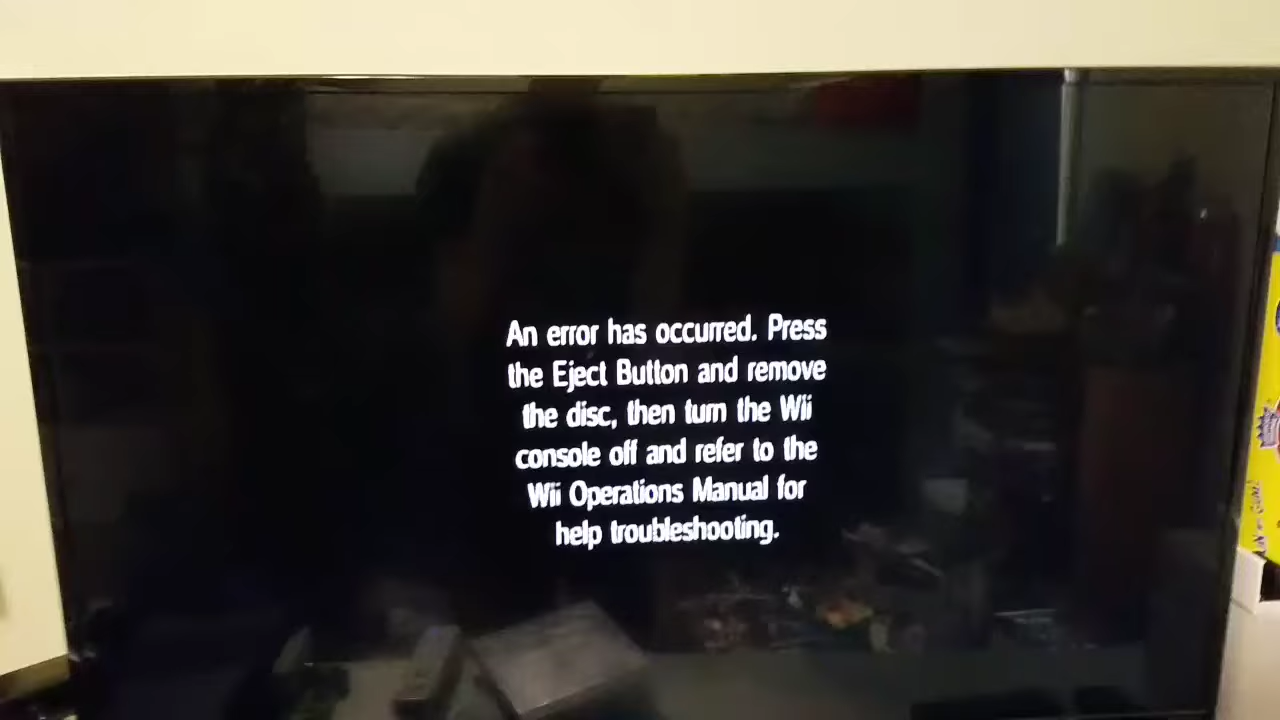 An error has occurred. Press
the Eject Button and remove
the disc, then turn the Wii
console off and refer to the
Wii Operations Manual for
help troubleshooting.